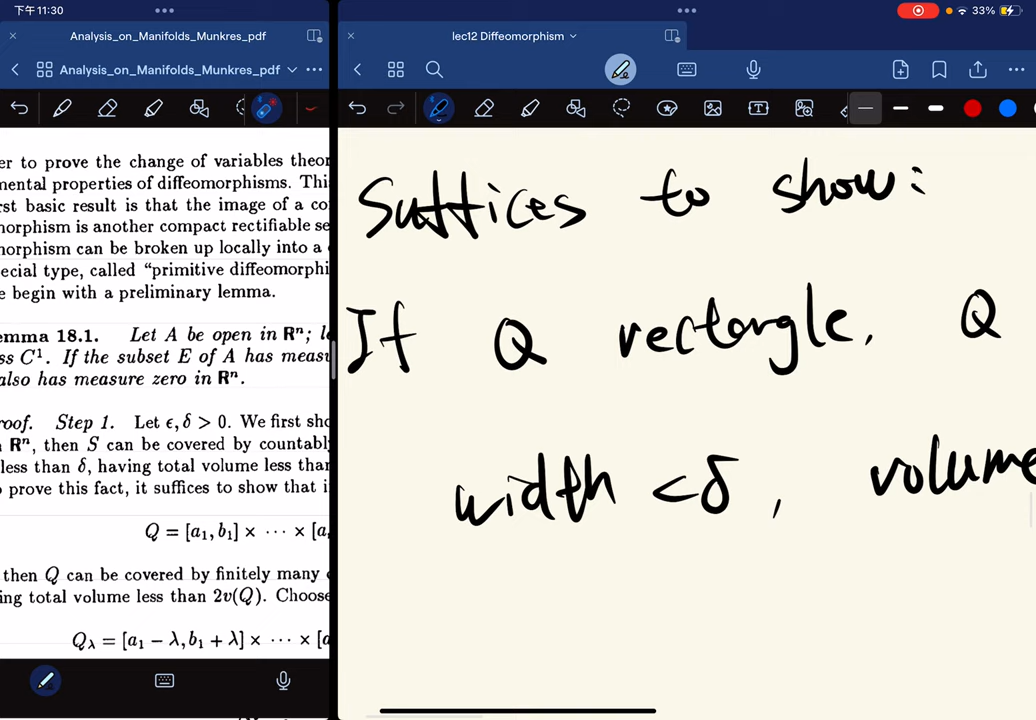 下午11:30
33%
Analysis_on_Manifolds_Munkres_pdf
lec12 Diffeomorphism
Analysis_on_Manifolds_Munkres_pdf
er to prove the change of variables theor
mental properties of diffeomorphisms. Thi
rst basic result is that the image of a co
morphism is another compact rectifiable se
morphism can be broken up locally into a
ecial type, called “primitive diffeomorphi
e begin with a preliminary lemma.
emma 18.1. Let A be open in Rⁿ; le
ss C¹. If the subset E of A has measu
also has measure zero in Rⁿ.
roof. Step 1. Let ϵ, δ > 0. We first sho
n Rⁿ, then S can be covered by countabl
less than δ, having total volume less than
o prove this fact, it suffices to show that i
Q = [a₁, b₁] × ⋯ × [a
then Q can be covered by finitely many
ing total volume less than 2v(Q). Choose
Q_λ = [a₁ − λ, b₁ + λ] × ⋯ × [a
Suffices to show:
If Q rectangle, Q
width < δ, volume